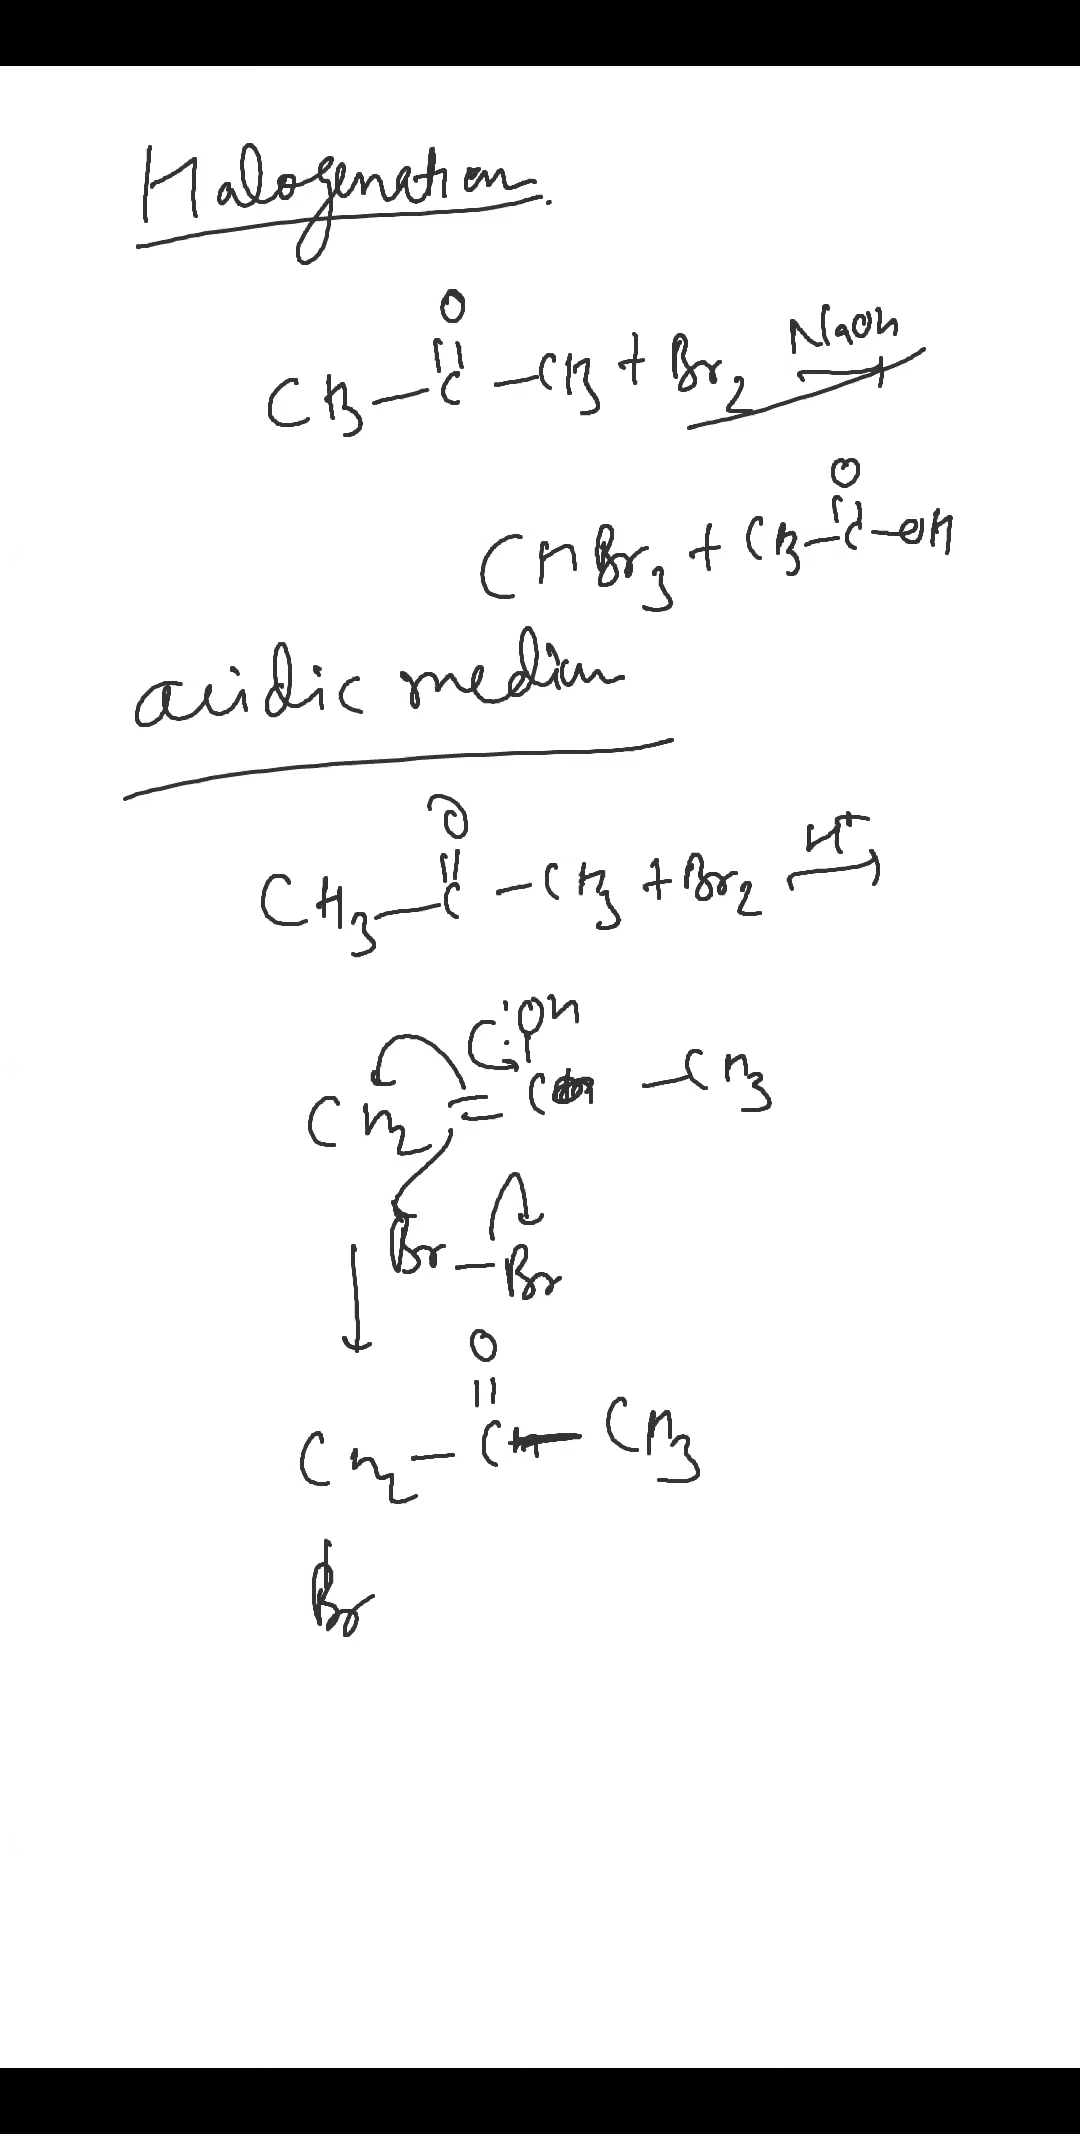 Halogenation.
O
CH3 — C — CH3 + Br2 NaOH
O
CHBr3 + CH3 — C — OH
acidic medium
O
CH3 — C — CH3 + Br2 H+
OH
CH2 = C — CH3
Br — Br
O
CH2 — C — CH3
Br